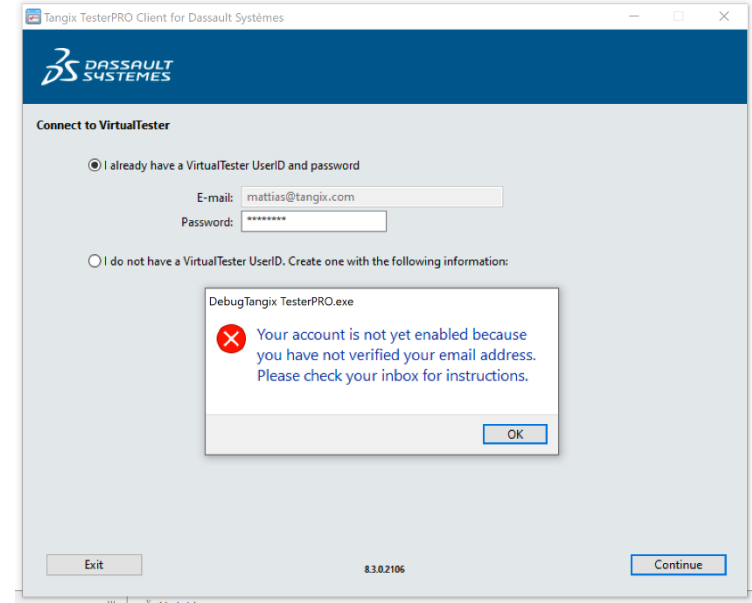 Tangix TesterPRO Client for Dassault Systèmes
DASSAULT
SYSTEMES
Connect to VirtualTester
I already have a VirtualTester UserID and password
E-mail: mattias@tangix.com
Password: ********
I do not have a VirtualTester UserID. Create one with the following information:
DebugTangix TesterPRO.exe
Your account is not yet enabled because
you have not verified your email address.
Please check your inbox for instructions.
OK
Exit
8.3.0.2106
Continue